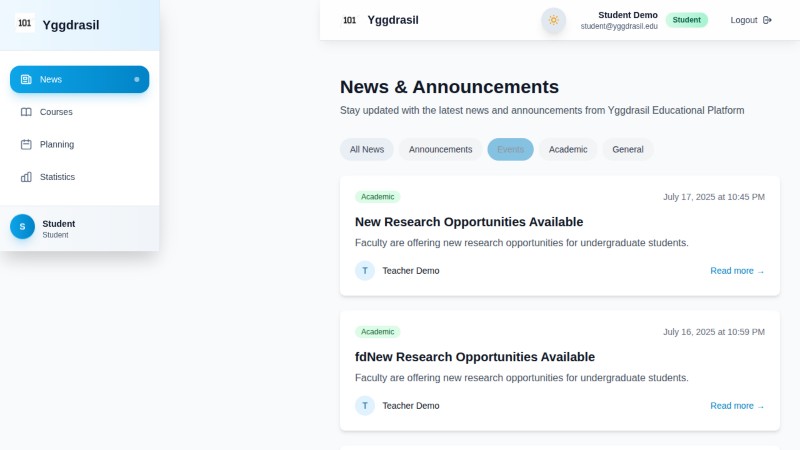 101 Yggdrasil
News
Courses
Planning
Statistics
S
Student
Student
101 Yggdrasil
Student Demo
student@yggdrasil.edu
Student
Logout
News & Announcements
Stay updated with the latest news and announcements from Yggdrasil Educational Platform
All News Announcements Events Academic General
Academic July 17, 2025 at 10:45 PM
New Research Opportunities Available
Faculty are offering new research opportunities for undergraduate students.
T Teacher Demo Read more →
Academic July 16, 2025 at 10:59 PM
fdNew Research Opportunities Available
Faculty are offering new research opportunities for undergraduate students.
T Teacher Demo Read more →